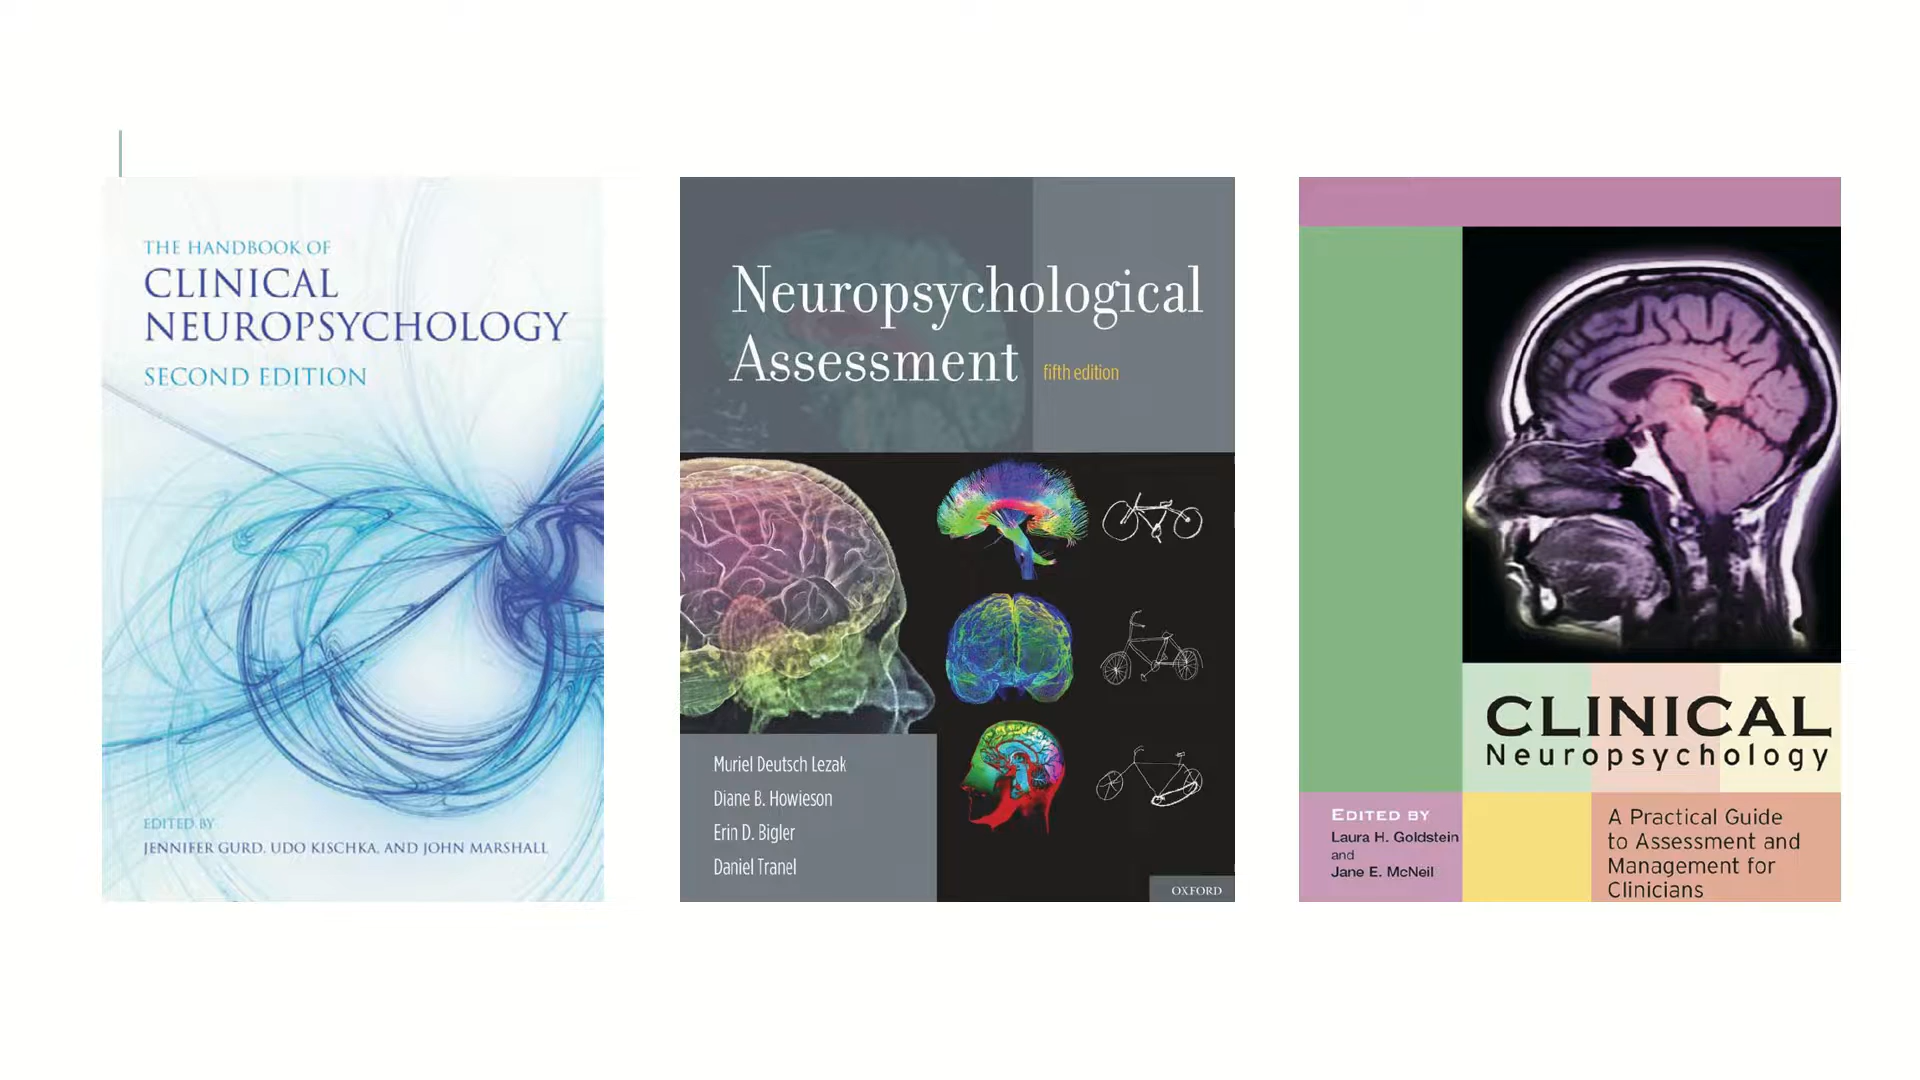 THE HANDBOOK OF
CLINICAL
NEUROPSYCHOLOGY
SECOND EDITION
EDITED BY
JENNIFER GURD, UDO KISCHKA, AND JOHN MARSHALL
Neuropsychological
Assessment fifth edition
Muriel Deutsch Lezak
Diane B. Howieson
Erin D. Bigler
Daniel Tranel
OXFORD
CLINICAL
Neuropsychology
EDITED BY
Laura H. Goldstein
and
Jane E. McNeil
A Practical Guide
to Assessment and
Management for
Clinicians